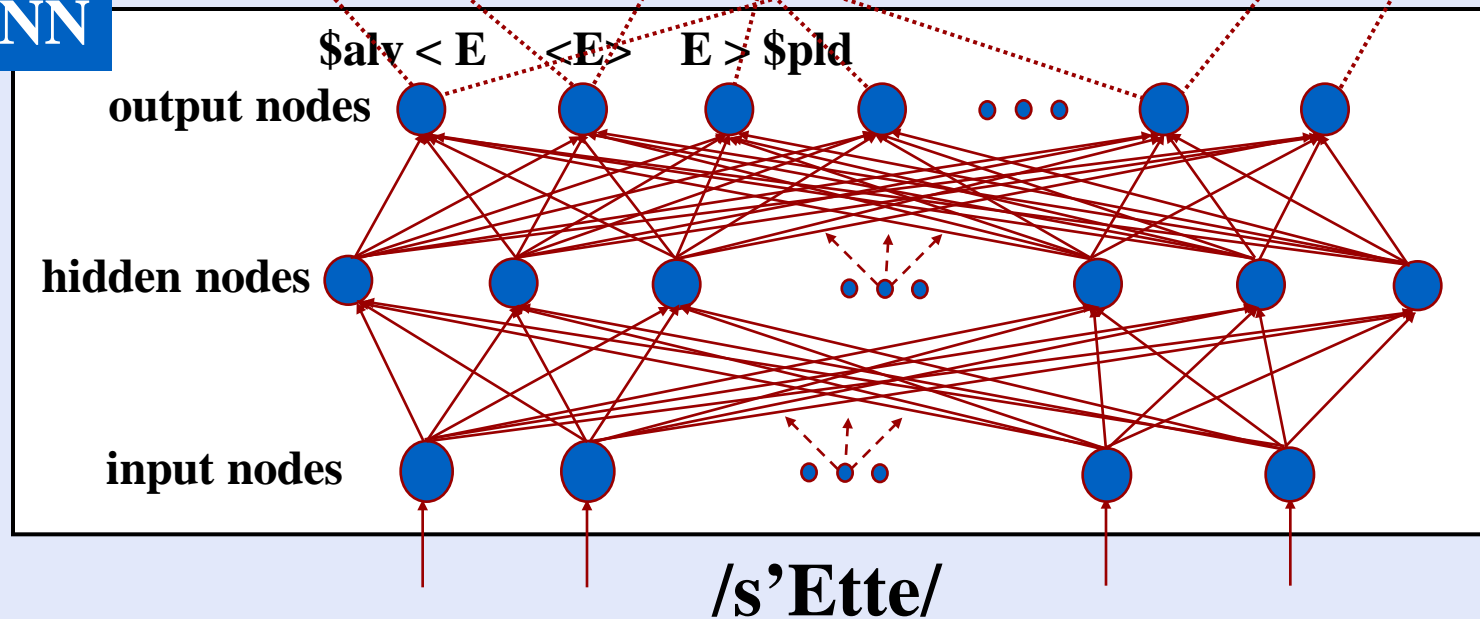 NN
$alv < E <E> E > $pld
output nodes
hidden nodes
input nodes
/s’Ette/